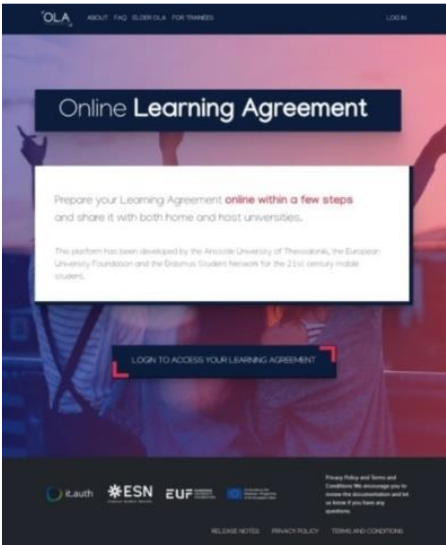 OLA
ABOUT FAQ ELDER OLA FOR TRAINEES LOG IN
Online Learning Agreement
Prepare your Learning Agreement online within a few steps
and share it with both home and host universities.
This platform has been developed by the Aristotle University of Thessaloniki, the European
University Foundation and the Erasmus Student Network for the 21st century mobile
student.
LOGIN TO ACCESS YOUR LEARNING AGREEMENT
it.auth
ESN
EUF
Privacy Policy and Terms and
Conditions We encourage you to
review the documentation and let
us know if you have any
questions.
RELEASE NOTES PRIVACY POLICY TERMS AND CONDITIONS